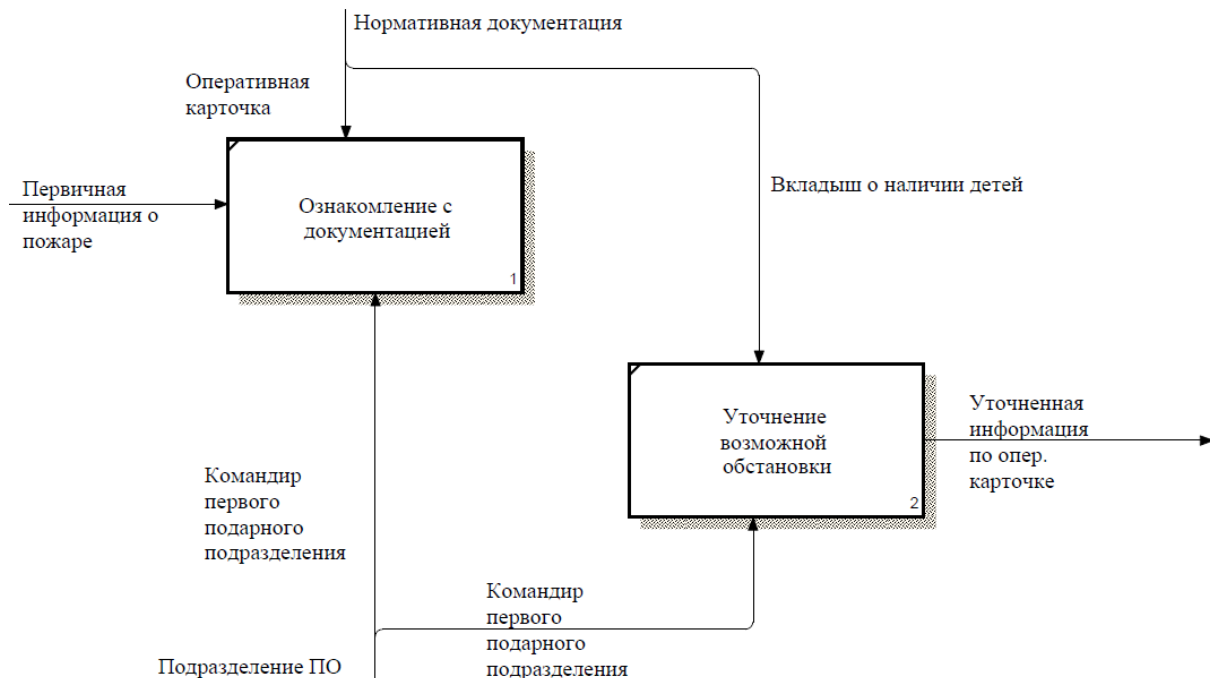 Нормативная документация
Оперативная
карточка
Первичная
информация о
пожаре
Ознакомление с
документацией
1
Вкладыш о наличии детей
Уточнение
возможной
обстановки
2
Уточненная
информация
по опер.
карточке
Командир
первого
подарного
подразделения
Командир
первого
подарного
подразделения
Подразделение ПО